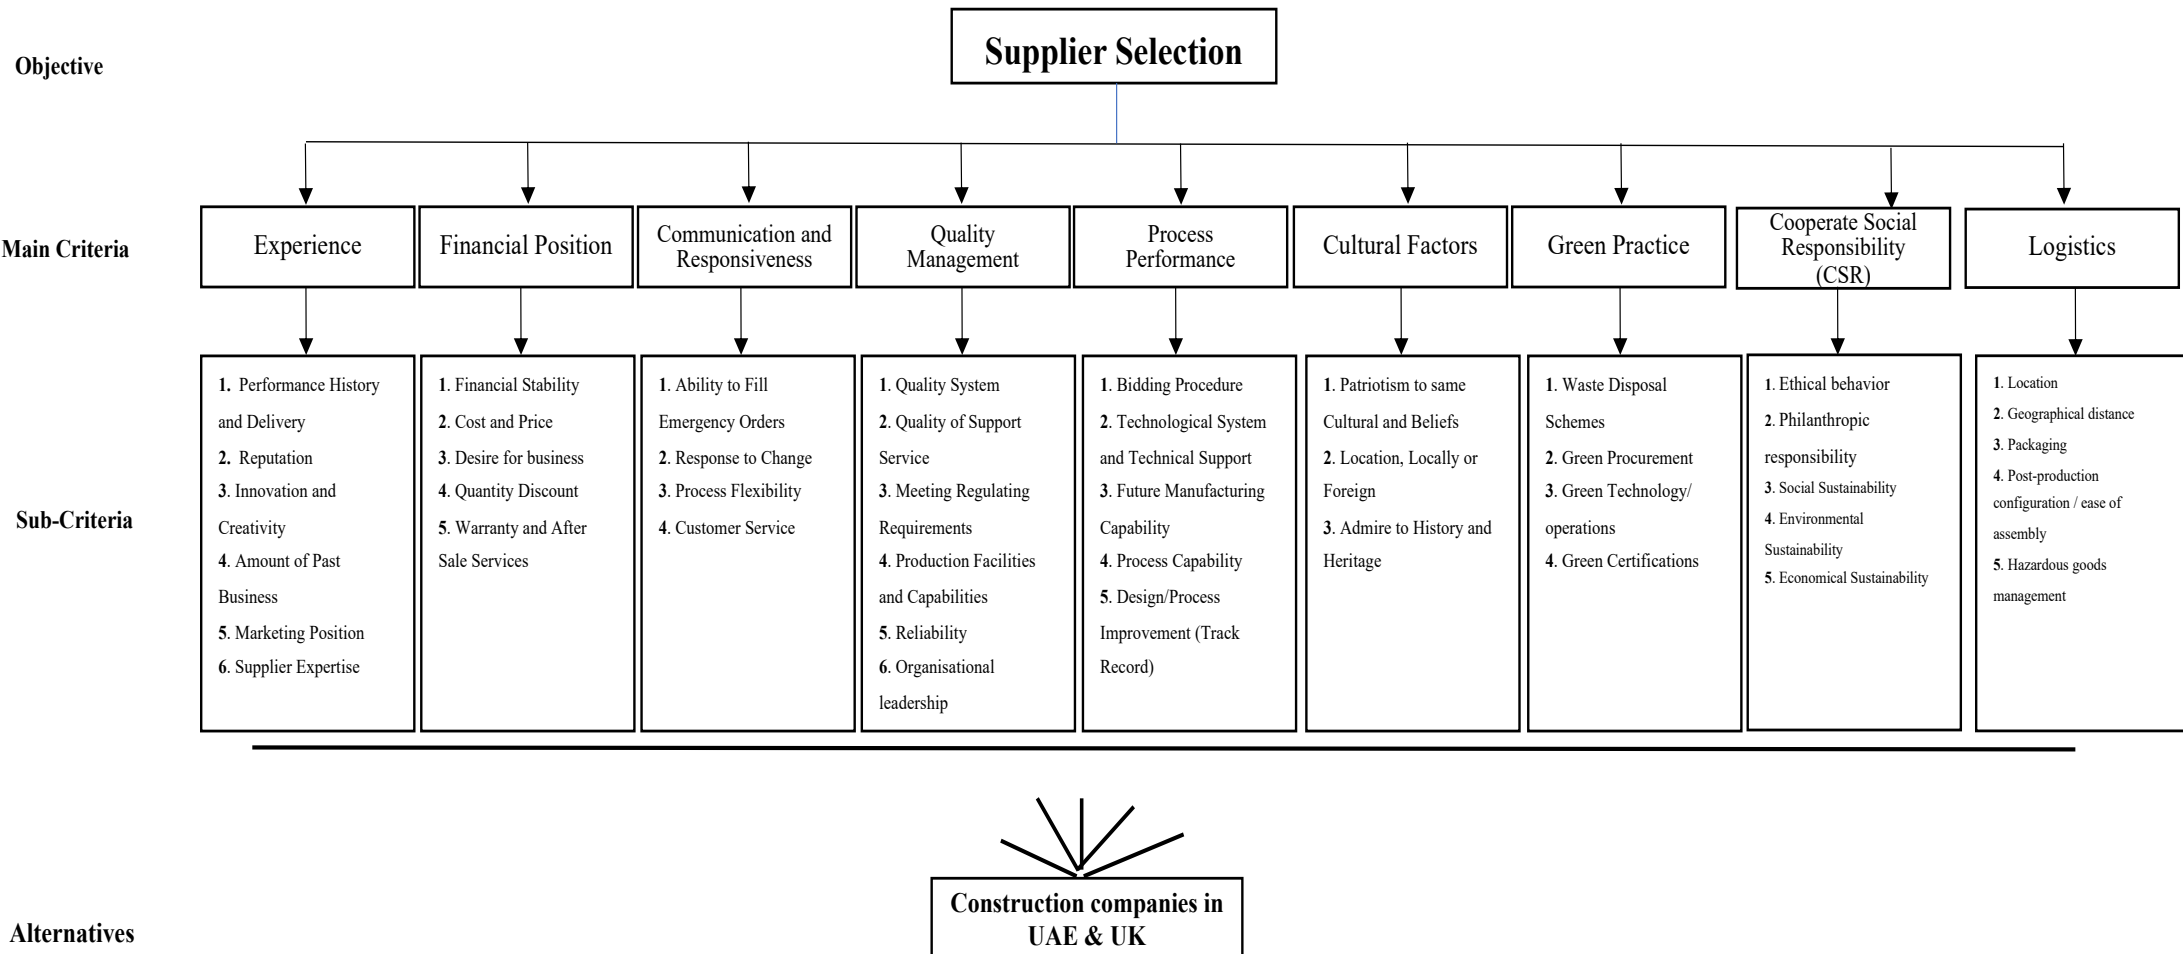 Supplier Selection
Objective
Main Criteria
Experience
Financial Position
Communication and
Responsiveness
Quality
Management
Process
Performance
Cultural Factors
Green Practice
Cooperate Social
Responsibility
(CSR)
Logistics
Sub-Criteria
1. Performance History
and Delivery
2. Reputation
3. Innovation and
Creativity
4. Amount of Past
Business
5. Marketing Position
6. Supplier Expertise
1. Financial Stability
2. Cost and Price
3. Desire for business
4. Quantity Discount
5. Warranty and After
Sale Services
1. Ability to Fill
Emergency Orders
2. Response to Change
3. Process Flexibility
4. Customer Service
1. Quality System
2. Quality of Support
Service
3. Meeting Regulating
Requirements
4. Production Facilities
and Capabilities
5. Reliability
6. Organisational
leadership
1. Bidding Procedure
2. Technological System
and Technical Support
3. Future Manufacturing
Capability
4. Process Capability
5. Design/Process
Improvement (Track
Record)
1. Patriotism to same
Cultural and Beliefs
2. Location, Locally or
Foreign
3. Admire to History and
Heritage
1. Waste Disposal
Schemes
2. Green Procurement
3. Green Technology/
operations
4. Green Certifications
1. Ethical behavior
2. Philanthropic
responsibility
3. Social Sustainability
4. Environmental
Sustainability
5. Economical Sustainability
1. Location
2. Geographical distance
3. Packaging
4. Post-production
configuration / ease of
assembly
5. Hazardous goods
management
Alternatives
Construction companies in
UAE & UK